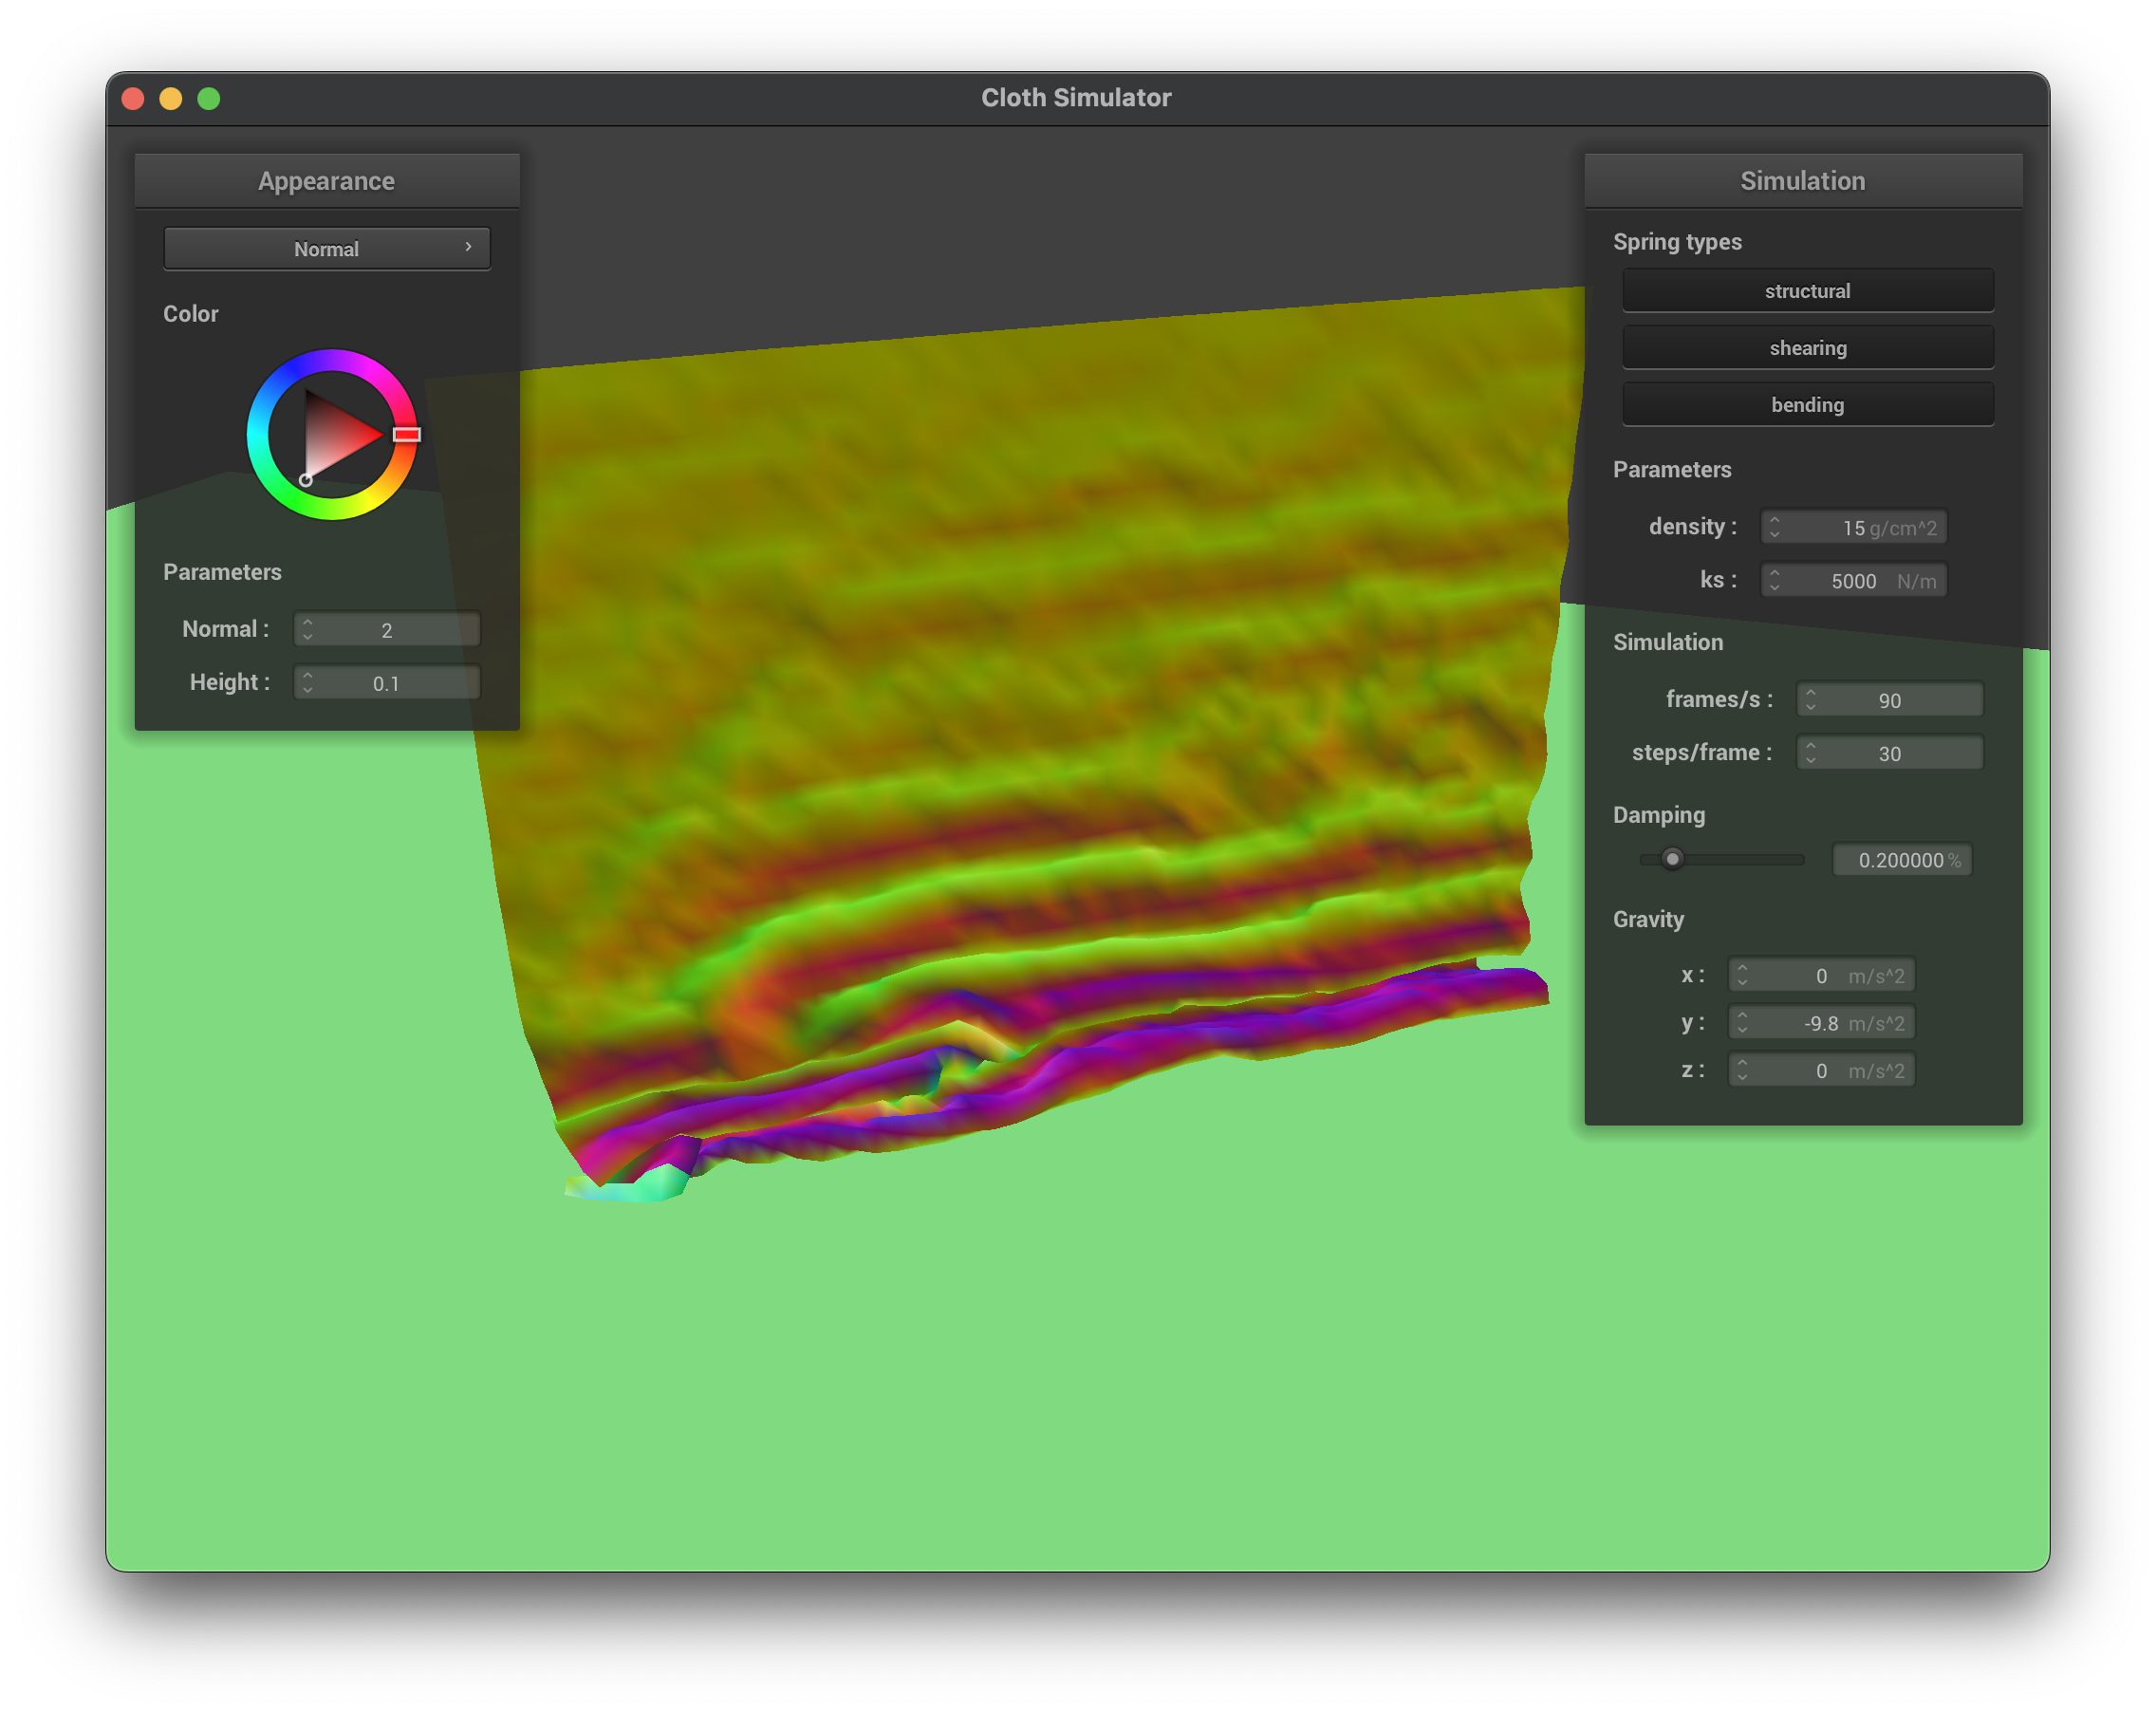 Cloth Simulator
Appearance
Normal
Color
Parameters
Normal : 2
Height : 0.1
Simulation
Spring types
structural
shearing
bending
Parameters
density : 15 g/cm^2
ks : 5000 N/m
Simulation
frames/s : 90
steps/frame : 30
Damping
0.200000 %
Gravity
x : 0 m/s^2
y : -9.8 m/s^2
z : 0 m/s^2